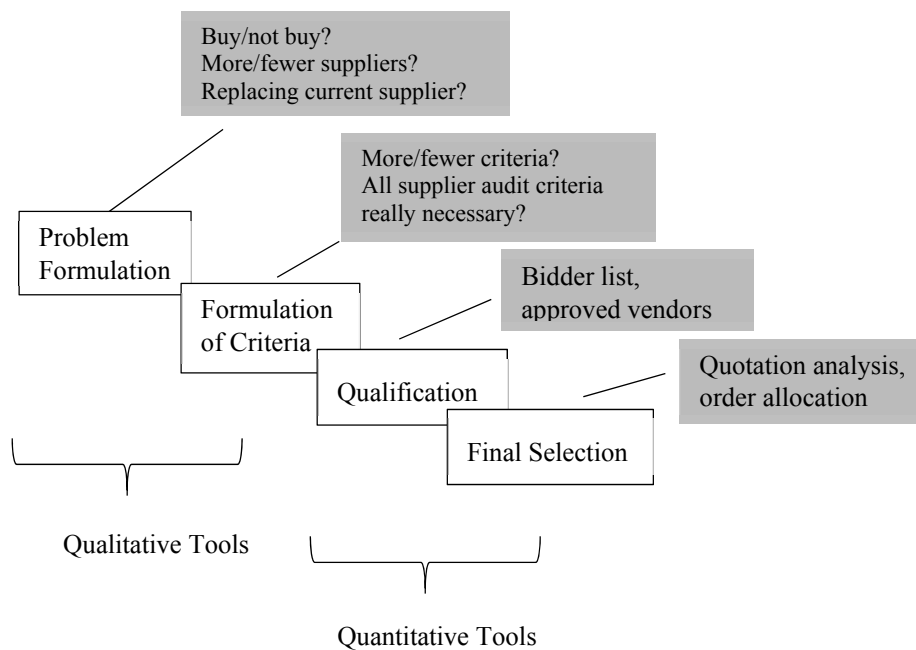 Buy/not buy?
More/fewer suppliers?
Replacing current supplier?
More/fewer criteria?
All supplier audit criteria
really necessary?
Problem
Formulation
Formulation
of Criteria
Bidder list,
approved vendors
Qualification
Quotation analysis,
order allocation
Final Selection
Qualitative Tools
Quantitative Tools